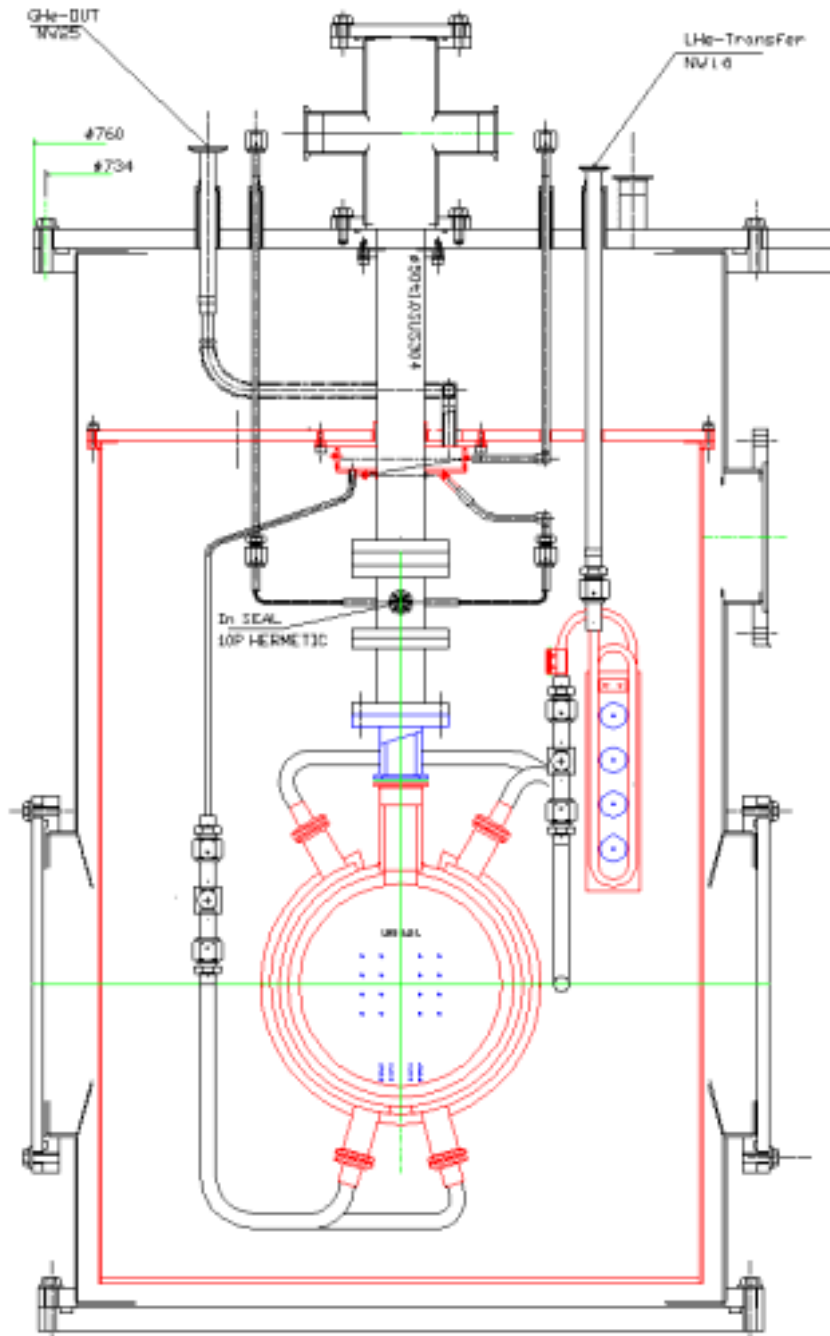 GHe-OUT
NW25
LHe-Transfer
NW16
ø760
ø734
In SEAL
10P HERMETIC